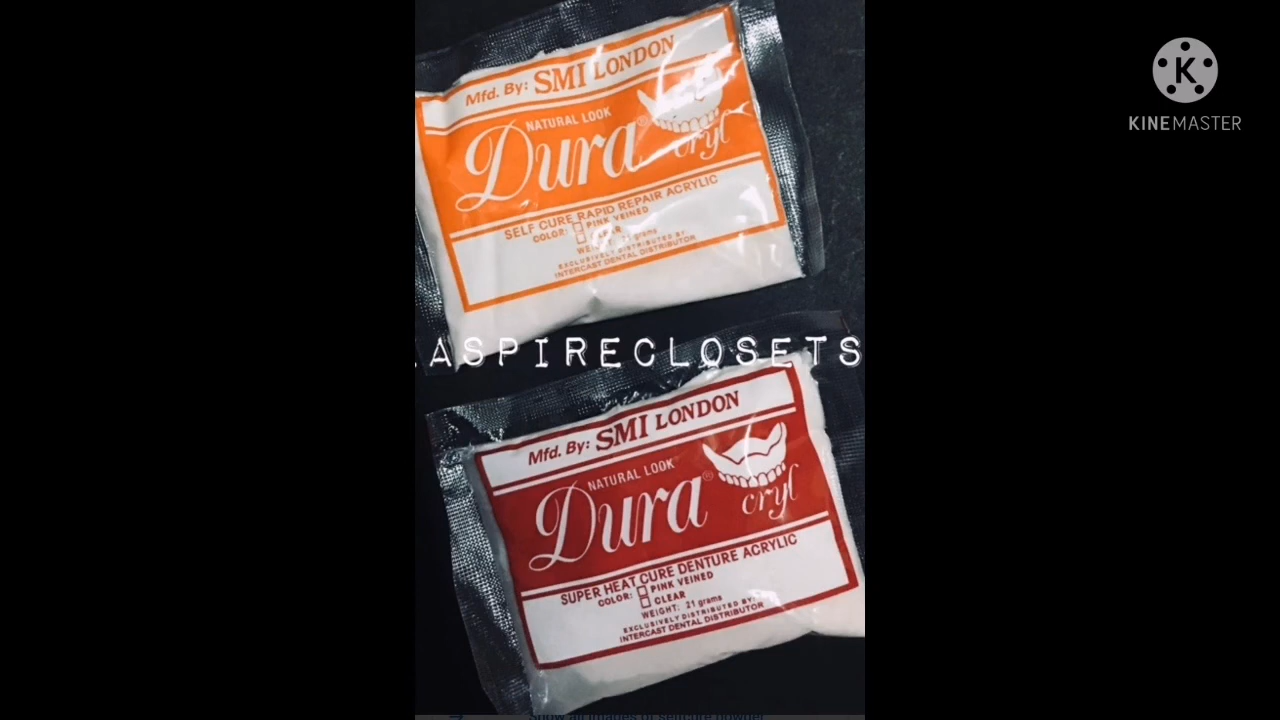 Mfd. By: SMI LONDON
NATURAL LOOK
Dura® cryl
SELF CURE RAPID REPAIR ACRYLIC
COLOR: PINK VEINED
CLEAR
grams
EXCLUSIVELY DISTRIBUTED BY:
INTERCAST DENTAL DISTRIBUTOR
.ASPIRECLOSETS
Mfd. By: SMI LONDON
NATURAL LOOK
Dura® cryl
SUPER HEAT CURE DENTURE ACRYLIC
COLOR: PINK VEINED
CLEAR
WEIGHT: 21 grams
EXCLUSIVELY DISTRIBUTED BY:
INTERCAST DENTAL DISTRIBUTOR
K
KINEMASTER